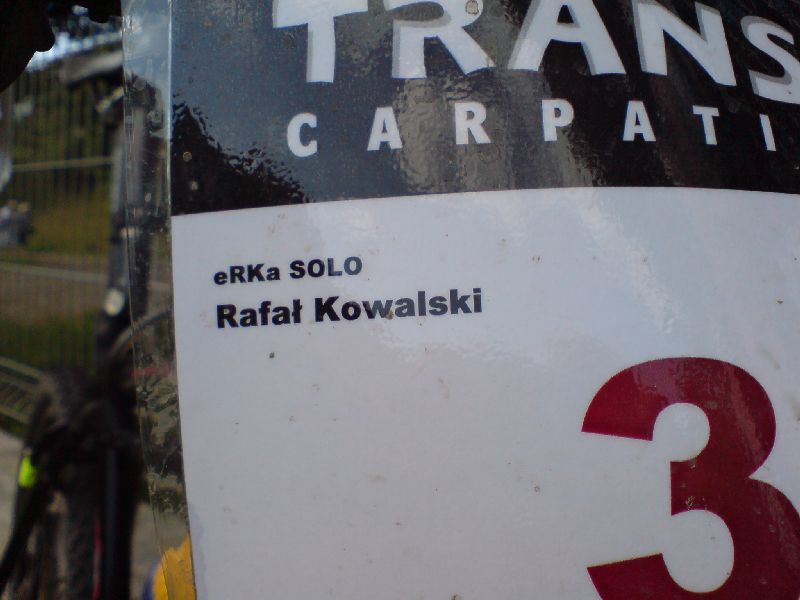 TRANS
CARPATI
eRKa SOLO
Rafał Kowalski
3